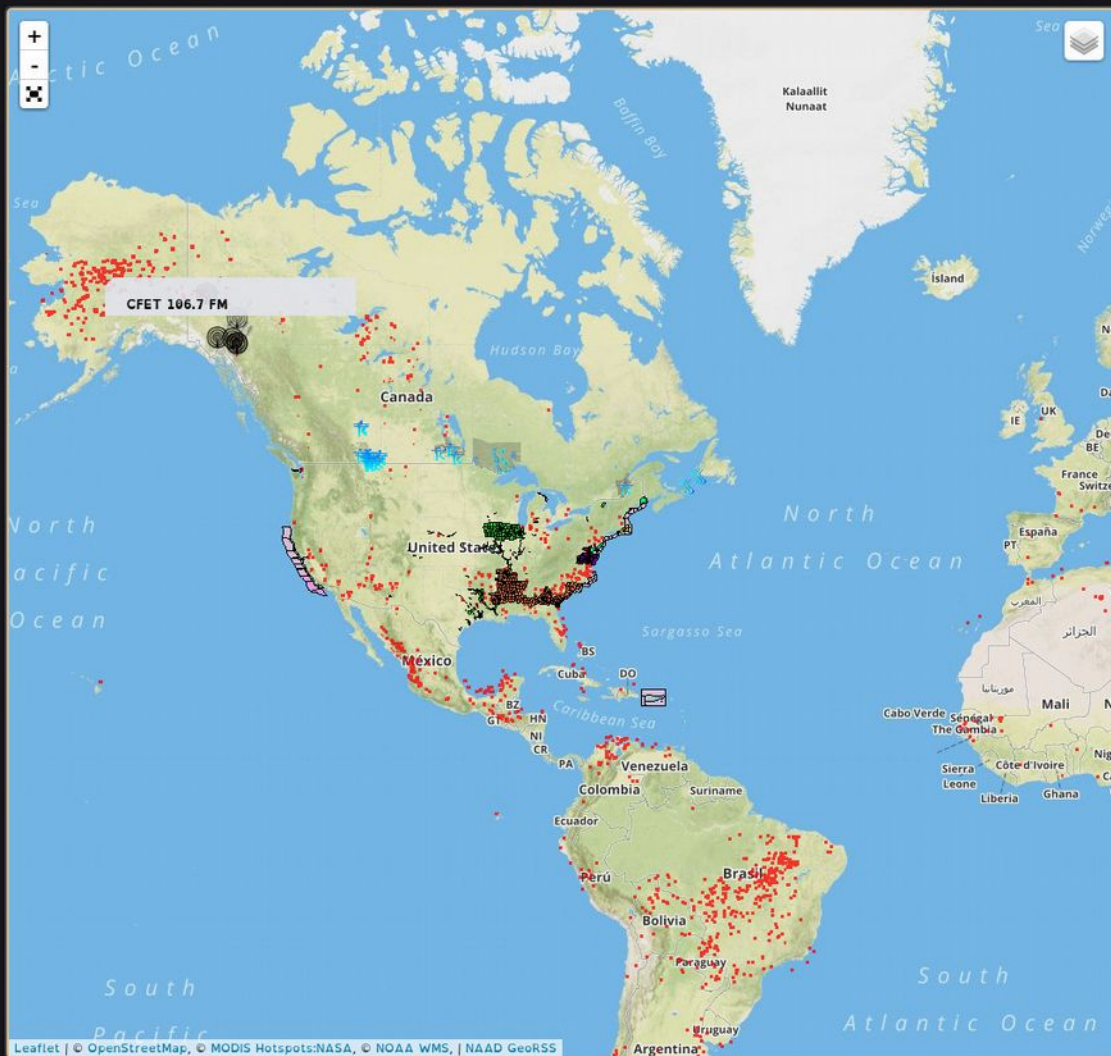 +
-
Arctic Ocean
Sea
Kalaallit
Nunaat
Baffin Bay
Sea
Ísland
CFET 106.7 FM
Hudson Bay
Canada
UK
IE
BE
France
North
Pacific
Ocean
United States
North
Atlantic Ocean
España
PT
المغرب
الجزائر
Sargasso Sea
México
BS
Cuba
DO
BZ
GT
HN
NI
CR
PA
Caribbean Sea
موريتانيا
Mali
Cabo Verde
Sénégal
The Gambia
Sierra
Leone
Côte d'Ivoire
Liberia
Ghana
Venezuela
Colombia
Suriname
Ecuador
Perú
Brasil
Bolivia
Paraguay
South
Pacific
South
Atlantic Ocean
Uruguay
Argentina
Leaflet | © OpenStreetMap, © MODIS Hotspots:NASA, © NOAA WMS, | NAAD GeoRSS